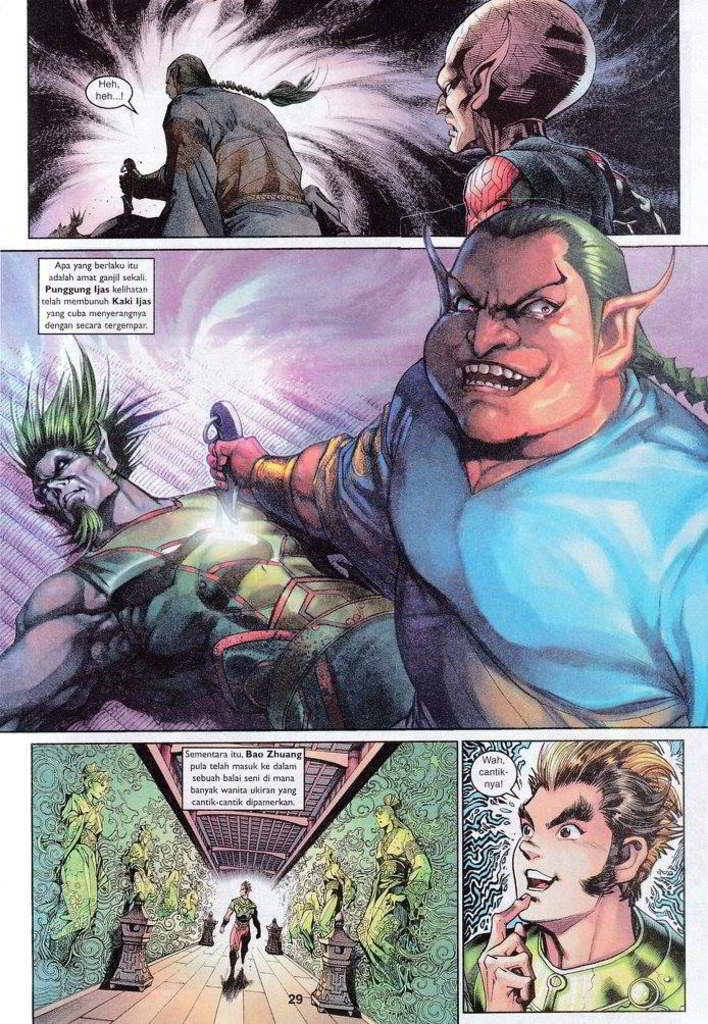 Heh,
heh...!
Apa yang berlaku itu
adalah amat ganjil sekali.
Punggung Ijas kelihatan
telah membunuh Kaki Ijas
yang cuba menyerangnya
dengan secara tergempar.
Sementara itu, Bao Zhuang
pula telah masuk ke dalam
sebuah balai seni di mana
banyak wanita ukiran yang
cantik-cantik dipamerkan.
Wah,
cantik-
nya!
29